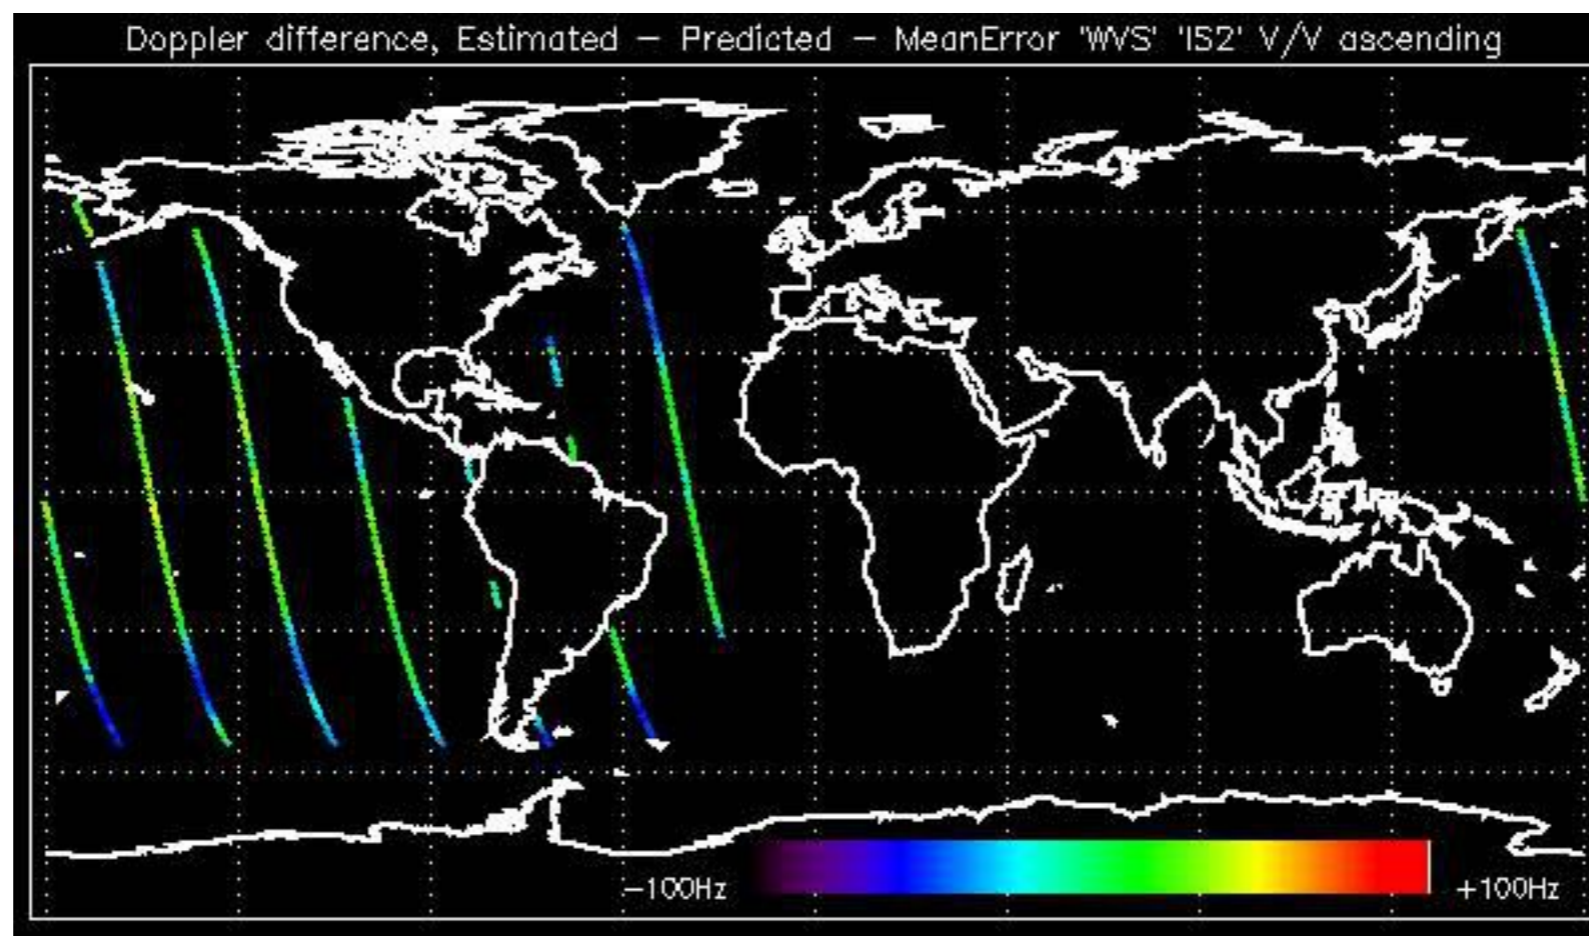 Doppler difference, Estimated – Predicted – MeanError 'WVS' 'IS2' V/V ascending
–100Hz +100Hz